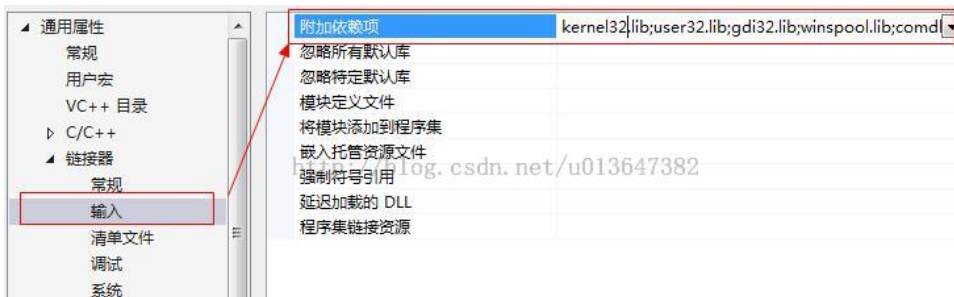 通用属性
常规
用户宏
VC++ 目录
C/C++
链接器
常规
输入
清单文件
调试
系统
附加依赖项 kernel32.lib;user32.lib;gdi32.lib;winspool.lib;comdl
忽略所有默认库
忽略特定默认库
模块定义文件
将模块添加到程序集
嵌入托管资源文件
强制符号引用
延迟加载的 DLL
程序集链接资源
http://blog.csdn.net/u013647382